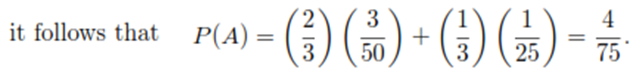 it follows that P(A) = (2/3)(3/50) + (1/3)(1/25) = 4/75.